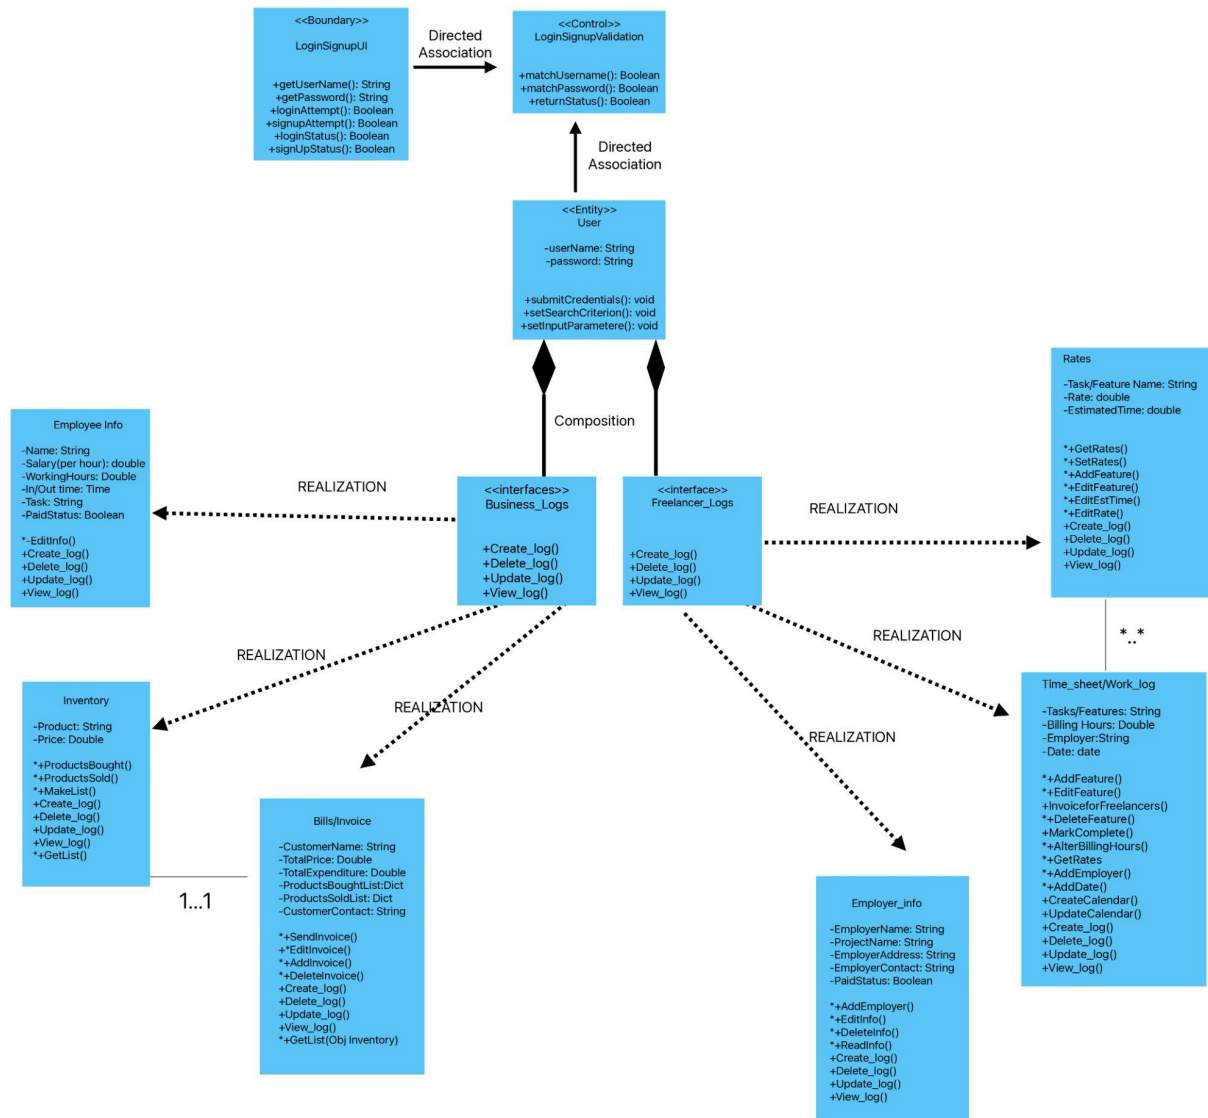 <<Boundary>>
LoginSignupUI
+getUserName(): String
+getPassword(): String
+loginAttempt(): Boolean
+signupAttempt(): Boolean
+loginStatus(): Boolean
+signUpStatus(): Boolean
Directed
Association
<<Control>>
LoginSignupValidation
+matchUsername(): Boolean
+matchPassword(): Boolean
+returnStatus(): Boolean
Directed
Association
<<Entity>>
User
-userName: String
-password: String
+submitCredentials(): void
+setSearchCriterion(): void
+setInputParametere(): void
Composition
Employee Info
-Name: String
-Salary(per hour): double
-WorkingHours: Double
-In/Out time: Time
-Task: String
-PaidStatus: Boolean
*-EditInfo()
+Create_log()
+Delete_log()
+Update_log()
+View_log()
REALIZATION
<<interfaces>>
Business_Logs
+Create_log()
+Delete_log()
+Update_log()
+View_log()
<<interface>>
Freelancer_Logs
+Create_log()
+Delete_log()
+Update_log()
+View_log()
REALIZATION
Rates
-Task/Feature Name: String
-Rate: double
-EstimatedTime: double
*+GetRates()
*+SetRates()
*+AddFeature()
*+EditFeature()
*+EditEstTime()
*+EditRate()
+Create_log()
+Delete_log()
+Update_log()
+View_log()
*..*
REALIZATION
REALIZATION
REALIZATION
REALIZATION
Inventory
-Product: String
-Price: Double
*+ProductsBought()
*+ProductsSold()
*+MakeList()
+Create_log()
+Delete_log()
+Update_log()
+View_log()
*+GetList()
1...1
Bills/Invoice
-CustomerName: String
-TotalPrice: Double
-TotalExpenditure: Double
-ProductsBoughtList:Dict
-ProductsSoldList: Dict
-CustomerContact: String
*+SendInvoice()
+*EditInvoice()
*+AddInvoice()
*+DeleteInvoice()
+Create_log()
+Delete_log()
+Update_log()
+View_log()
*+GetList(Obj Inventory)
Employer_info
-EmployerName: String
-ProjectName: String
-EmployerAddress: String
-EmployerContact: String
-PaidStatus: Boolean
*+AddEmployer()
*+EditInfo()
*+DeleteInfo()
*+ReadInfo()
+Create_log()
+Delete_log()
+Update_log()
+View_log()
Time_sheet/Work_log
-Tasks/Features: String
-Billing Hours: Double
-Employer:String
-Date: date
*+AddFeature()
*+EditFeature()
+InvoiceforFreelancers()
*+DeleteFeature()
+MarkComplete()
*+AlterBillingHours()
*+GetRates
*+AddEmployer()
*+AddDate()
+CreateCalendar()
+UpdateCalendar()
+Create_log()
+Delete_log()
+Update_log()
+View_log()